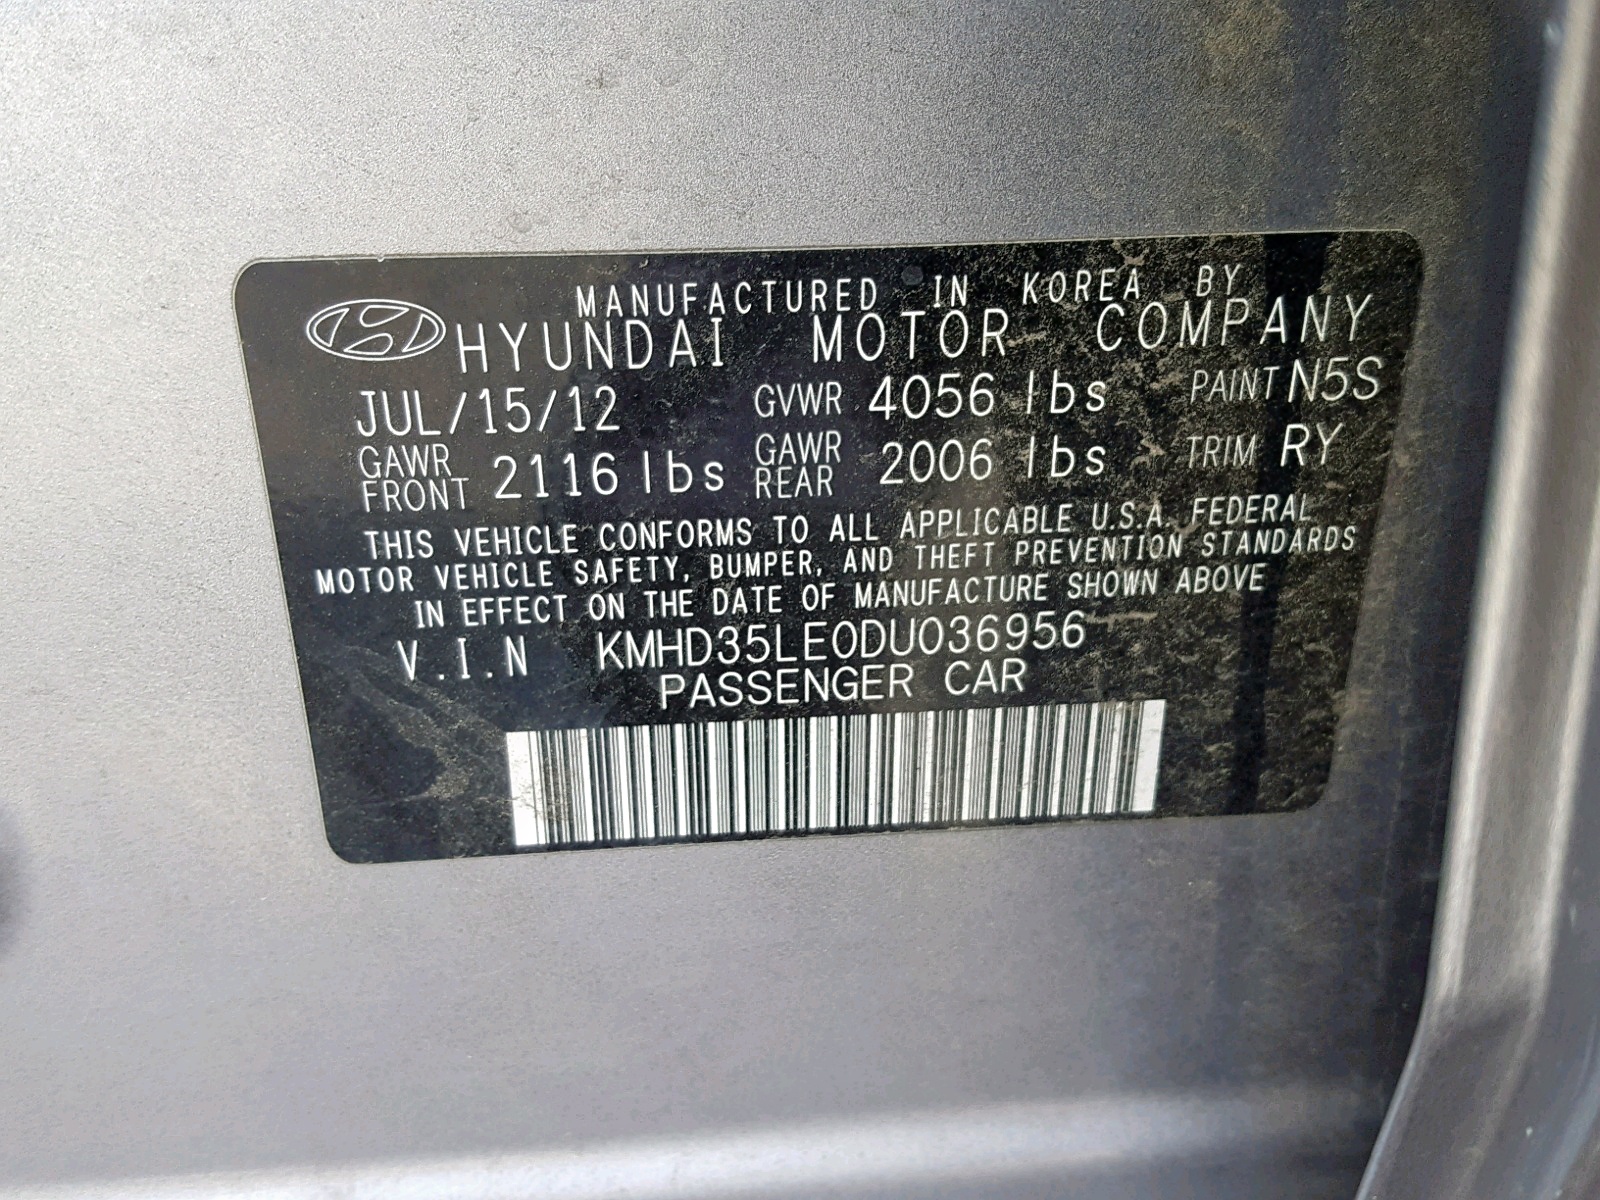 MANUFACTURED IN KOREA BY
HYUNDAI MOTOR COMPANY
JUL/15/12 GVWR 4056 lbs PAINT N5S
GAWR FRONT 2116 lbs GAWR REAR 2006 lbs TRIM RY
THIS VEHICLE CONFORMS TO ALL APPLICABLE U.S.A. FEDERAL
MOTOR VEHICLE SAFETY, BUMPER, AND THEFT PREVENTION STANDARDS
IN EFFECT ON THE DATE OF MANUFACTURE SHOWN ABOVE
V.I.N KMHD35LE0DU036956
PASSENGER CAR